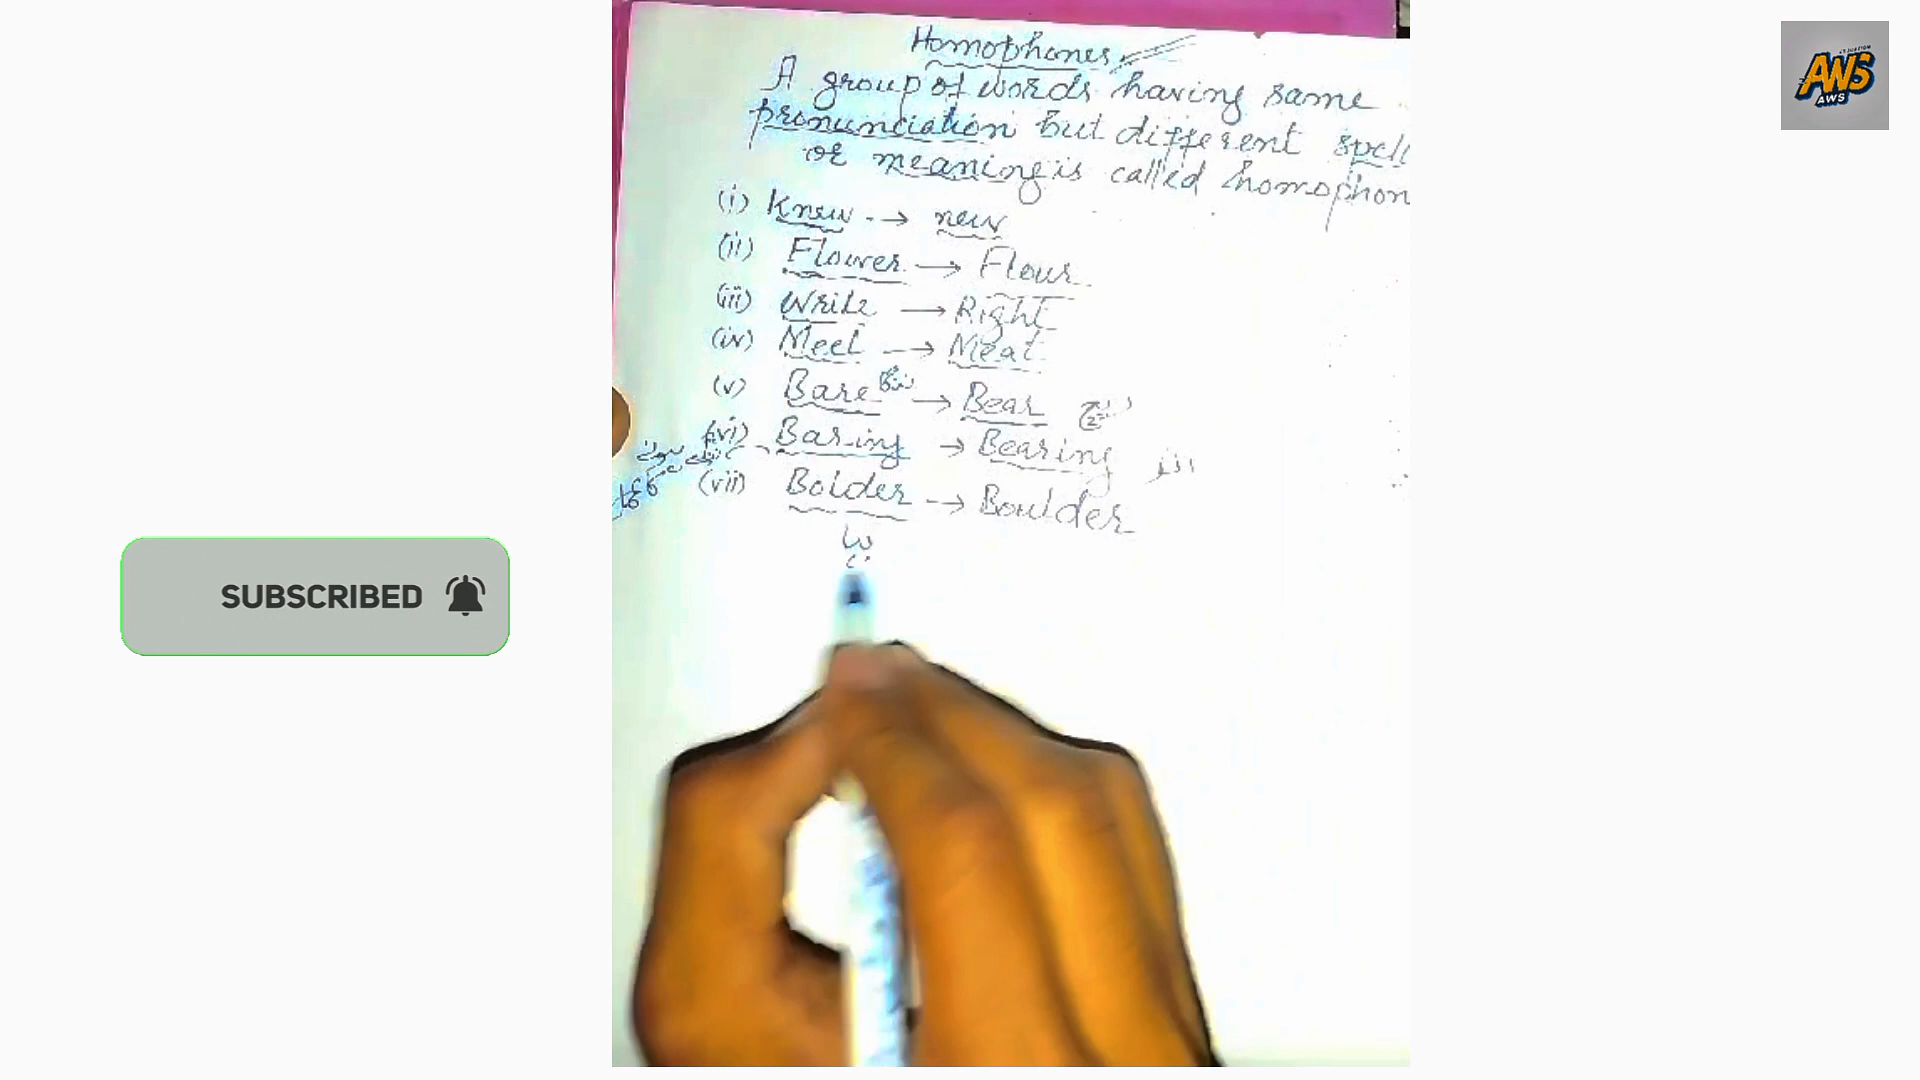 Homophones
A group of words having same
pronunciation but different spell
or meaning is called homophon
(i) Knew → new
(ii) Flower → Flour
(iii) Write → Right
(iv) Meet → Meat
(v) Bare → Bear
(vi) Baring → Bearing
(vii) Bolder → Boulder
SUBSCRIBED
AWS
AWS